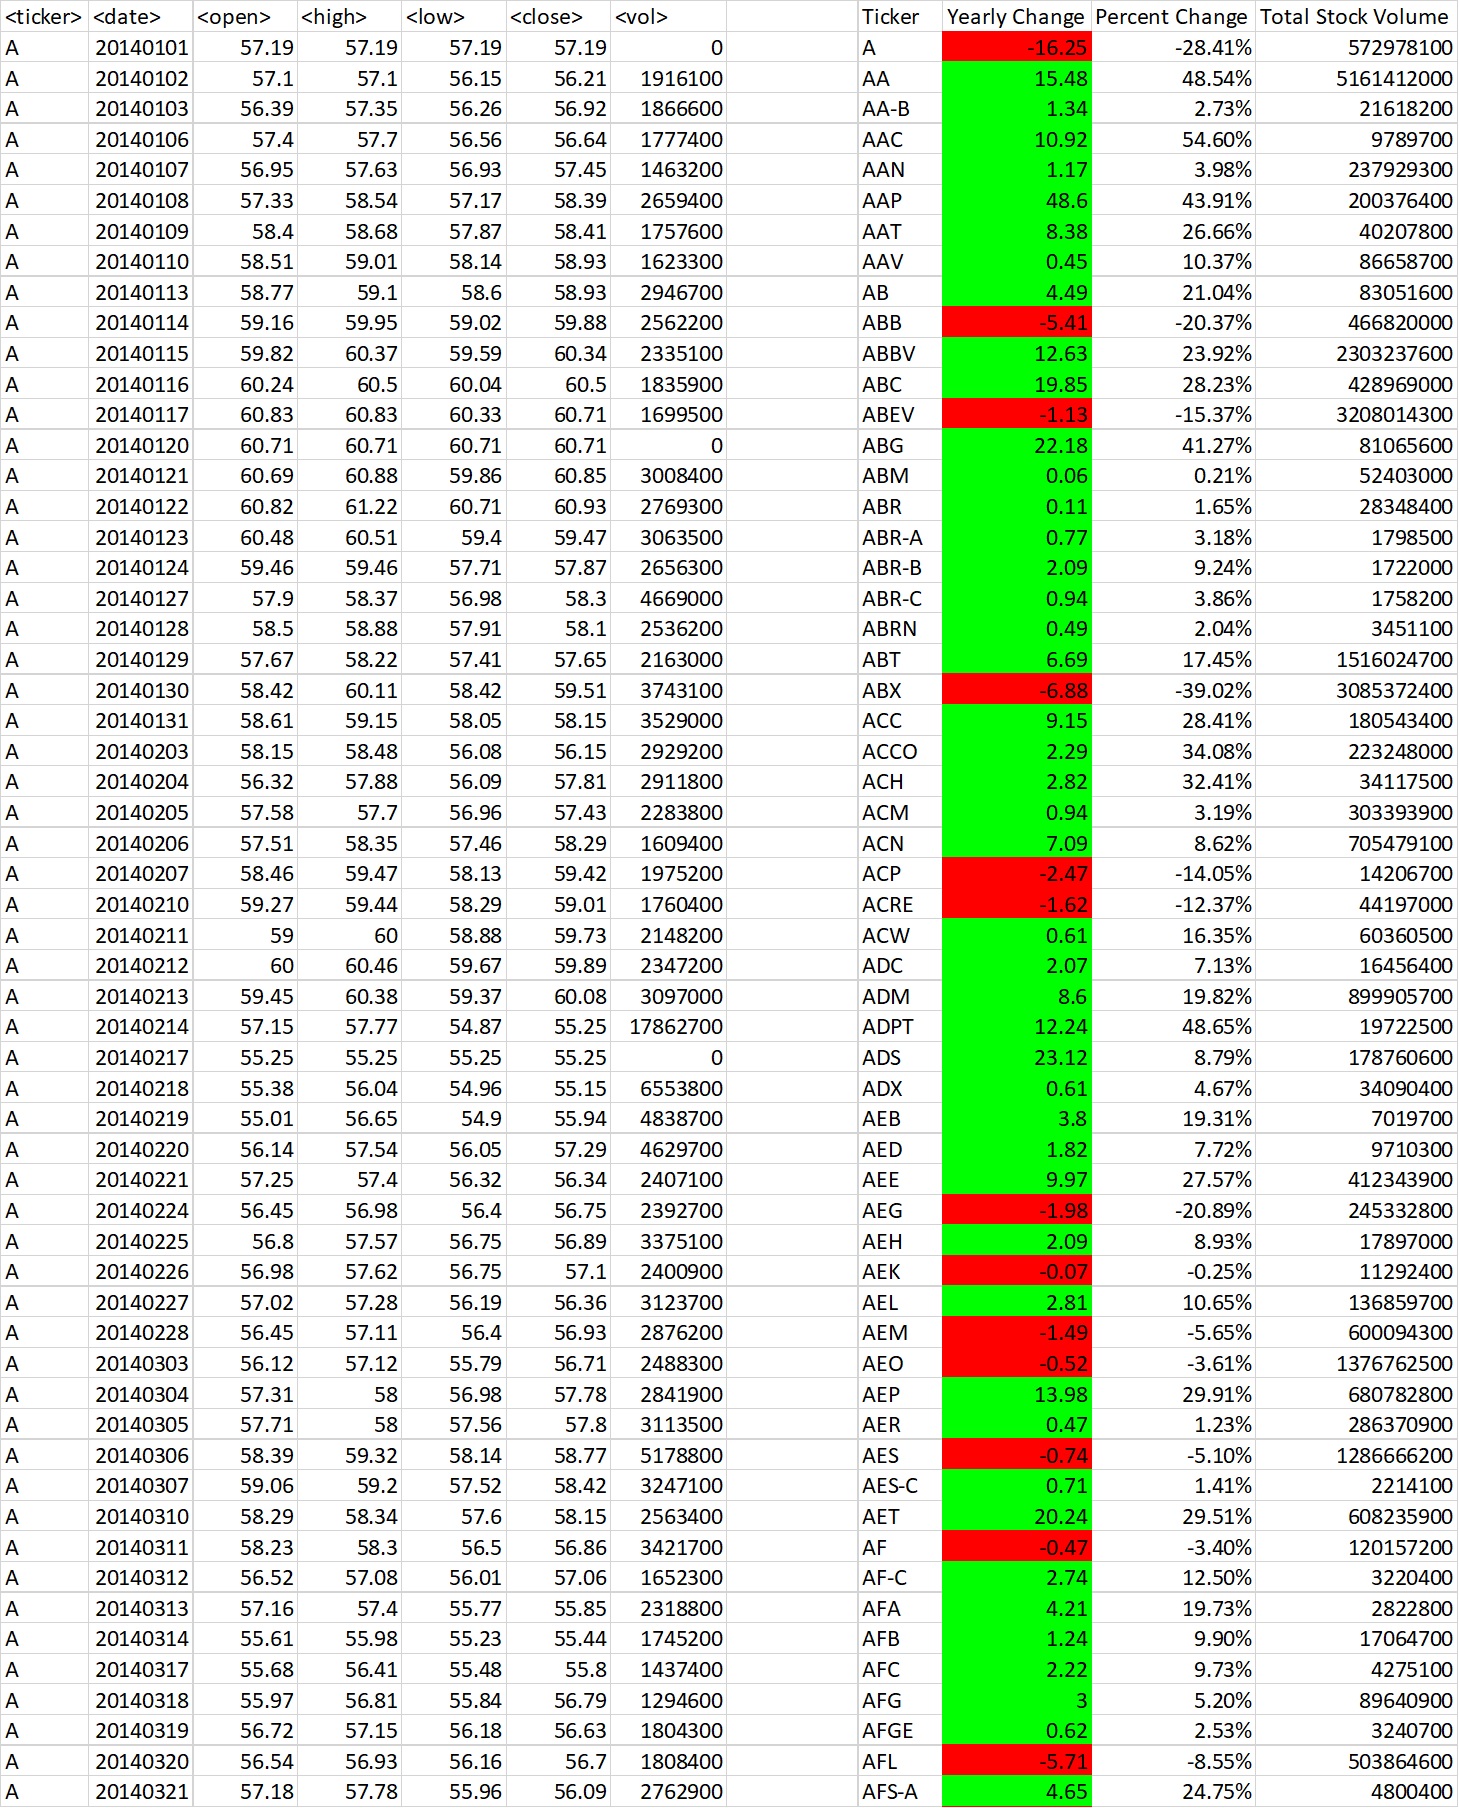 <ticker> <date> <open> <high> <low> <close> <vol> Ticker Yearly Change Percent Change Total Stock Volume
A 20140101 57.19 57.19 57.19 57.19 0 A -16.25 -28.41% 572978100
A 20140102 57.1 57.1 56.15 56.21 1916100 AA 15.48 48.54% 5161412000
A 20140103 56.39 57.35 56.26 56.92 1866600 AA-B 1.34 2.73% 21618200
A 20140106 57.4 57.7 56.56 56.64 1777400 AAC 10.92 54.60% 9789700
A 20140107 56.95 57.63 56.93 57.45 1463200 AAN 1.17 3.98% 237929300
A 20140108 57.33 58.54 57.17 58.39 2659400 AAP 48.6 43.91% 200376400
A 20140109 58.4 58.68 57.87 58.41 1757600 AAT 8.38 26.66% 40207800
A 20140110 58.51 59.01 58.14 58.93 1623300 AAV 0.45 10.37% 86658700
A 20140113 58.77 59.1 58.6 58.93 2946700 AB 4.49 21.04% 83051600
A 20140114 59.16 59.95 59.02 59.88 2562200 ABB -5.41 -20.37% 466820000
A 20140115 59.82 60.37 59.59 60.34 2335100 ABBV 12.63 23.92% 2303237600
A 20140116 60.24 60.5 60.04 60.5 1835900 ABC 19.85 28.23% 428969000
A 20140117 60.83 60.83 60.33 60.71 1699500 ABEV -1.13 -15.37% 3208014300
A 20140120 60.71 60.71 60.71 60.71 0 ABG 22.18 41.27% 81065600
A 20140121 60.69 60.88 59.86 60.85 3008400 ABM 0.06 0.21% 52403000
A 20140122 60.82 61.22 60.71 60.93 2769300 ABR 0.11 1.65% 28348400
A 20140123 60.48 60.51 59.4 59.47 3063500 ABR-A 0.77 3.18% 1798500
A 20140124 59.46 59.46 57.71 57.87 2656300 ABR-B 2.09 9.24% 1722000
A 20140127 57.9 58.37 56.98 58.3 4669000 ABR-C 0.94 3.86% 1758200
A 20140128 58.5 58.88 57.91 58.1 2536200 ABRN 0.49 2.04% 3451100
A 20140129 57.67 58.22 57.41 57.65 2163000 ABT 6.69 17.45% 1516024700
A 20140130 58.42 60.11 58.42 59.51 3743100 ABX -6.88 -39.02% 3085372400
A 20140131 58.61 59.15 58.05 58.15 3529000 ACC 9.15 28.41% 180543400
A 20140203 58.15 58.48 56.08 56.15 2929200 ACCO 2.29 34.08% 223248000
A 20140204 56.32 57.88 56.09 57.81 2911800 ACH 2.82 32.41% 34117500
A 20140205 57.58 57.7 56.96 57.43 2283800 ACM 0.94 3.19% 303393900
A 20140206 57.51 58.35 57.46 58.29 1609400 ACN 7.09 8.62% 705479100
A 20140207 58.46 59.47 58.13 59.42 1975200 ACP -2.47 -14.05% 14206700
A 20140210 59.27 59.44 58.29 59.01 1760400 ACRE -1.62 -12.37% 44197000
A 20140211 59 60 58.88 59.73 2148200 ACW 0.61 16.35% 60360500
A 20140212 60 60.46 59.67 59.89 2347200 ADC 2.07 7.13% 16456400
A 20140213 59.45 60.38 59.37 60.08 3097000 ADM 8.6 19.82% 899905700
A 20140214 57.15 57.77 54.87 55.25 17862700 ADPT 12.24 48.65% 19722500
A 20140217 55.25 55.25 55.25 55.25 0 ADS 23.12 8.79% 178760600
A 20140218 55.38 56.04 54.96 55.15 6553800 ADX 0.61 4.67% 34090400
A 20140219 55.01 56.65 54.9 55.94 4838700 AEB 3.8 19.31% 7019700
A 20140220 56.14 57.54 56.05 57.29 4629700 AED 1.82 7.72% 9710300
A 20140221 57.25 57.4 56.32 56.34 2407100 AEE 9.97 27.57% 412343900
A 20140224 56.45 56.98 56.4 56.75 2392700 AEG -1.98 -20.89% 245332800
A 20140225 56.8 57.57 56.75 56.89 3375100 AEH 2.09 8.93% 17897000
A 20140226 56.98 57.62 56.75 57.1 2400900 AEK -0.07 -0.25% 11292400
A 20140227 57.02 57.28 56.19 56.36 3123700 AEL 2.81 10.65% 136859700
A 20140228 56.45 57.11 56.4 56.93 2876200 AEM -1.49 -5.65% 600094300
A 20140303 56.12 57.12 55.79 56.71 2488300 AEO -0.52 -3.61% 1376762500
A 20140304 57.31 58 56.98 57.78 2841900 AEP 13.98 29.91% 680782800
A 20140305 57.71 58 57.56 57.8 3113500 AER 0.47 1.23% 286370900
A 20140306 58.39 59.32 58.14 58.77 5178800 AES -0.74 -5.10% 1286666200
A 20140307 59.06 59.2 57.52 58.42 3247100 AES-C 0.71 1.41% 2214100
A 20140310 58.29 58.34 57.6 58.15 2563400 AET 20.24 29.51% 608235900
A 20140311 58.23 58.3 56.5 56.86 3421700 AF -0.47 -3.40% 120157200
A 20140312 56.52 57.08 56.01 57.06 1652300 AF-C 2.74 12.50% 3220400
A 20140313 57.16 57.4 55.77 55.85 2318800 AFA 4.21 19.73% 2822800
A 20140314 55.61 55.98 55.23 55.44 1745200 AFB 1.24 9.90% 17064700
A 20140317 55.68 56.41 55.48 55.8 1437400 AFC 2.22 9.73% 4275100
A 20140318 55.97 56.81 55.84 56.79 1294600 AFG 3 5.20% 89640900
A 20140319 56.72 57.15 56.18 56.63 1804300 AFGE 0.62 2.53% 3240700
A 20140320 56.54 56.93 56.16 56.7 1808400 AFL -5.71 -8.55% 503864600
A 20140321 57.18 57.78 55.96 56.09 2762900 AFS-A 4.65 24.75% 4800400